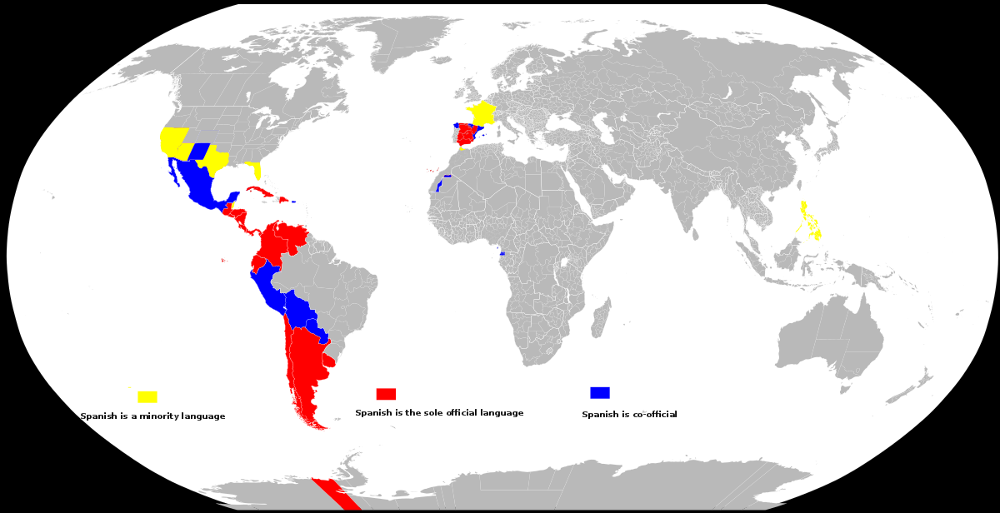 Spanish is a minority language
Spanish is the sole official language
Spanish is co-official